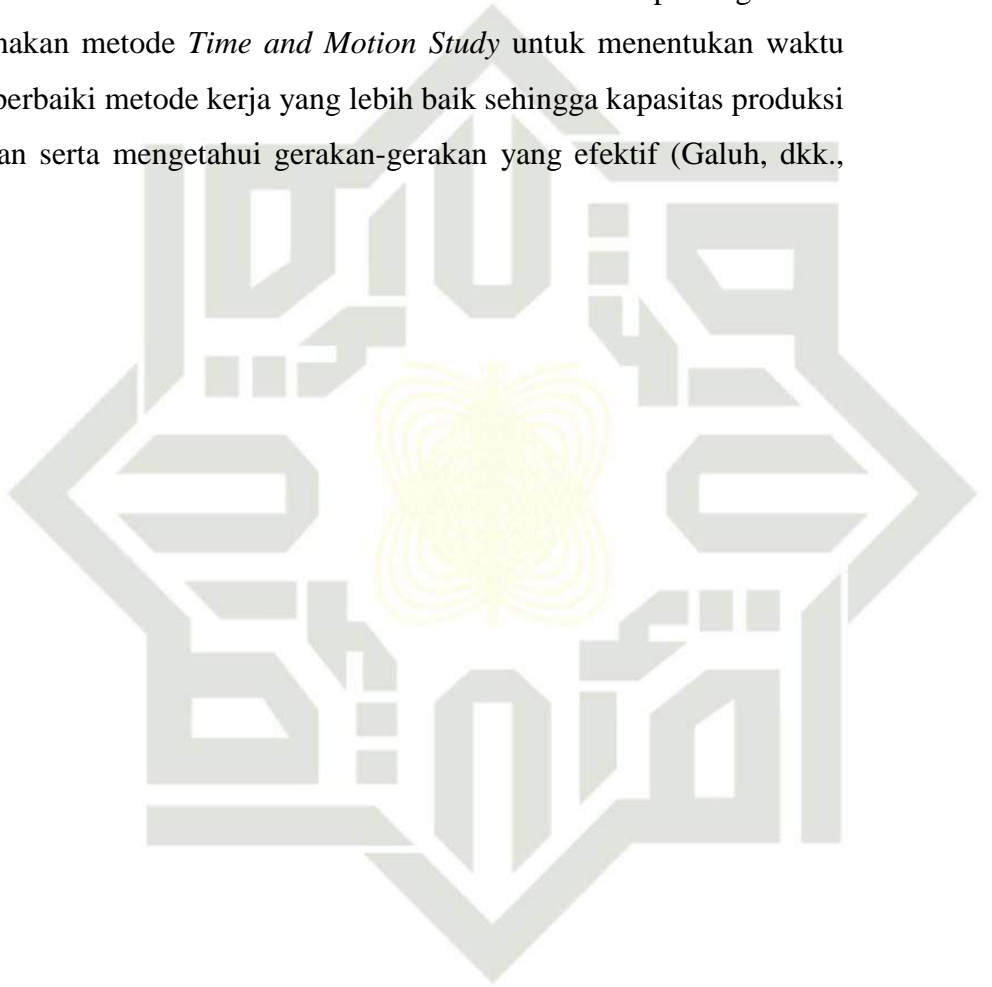 makan metode Time and Motion Study untuk menentukan waktu
perbaiki metode kerja yang lebih baik sehingga kapasitas produksi
an serta mengetahui gerakan-gerakan yang efektif (Galuh, dkk.,